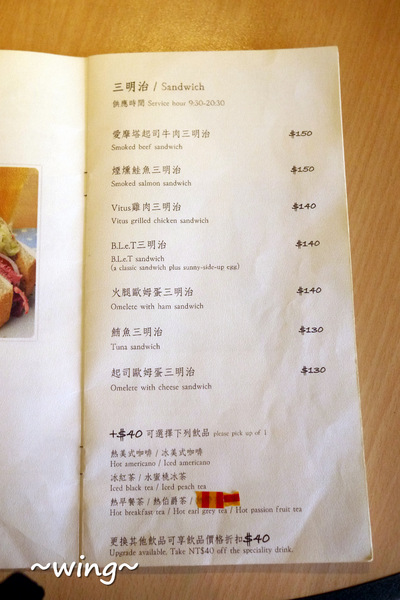 三明治 / Sandwich
供應時間 Service hour 9:30-20:30
愛摩塔起司牛肉三明治 $150
Smoked beef sandwich
煙燻鮭魚三明治 $150
Smoked salmon sandwich
Vitus雞肉三明治 $140
Vitus grilled chicken sandwich
B.L.e.T三明治 $140
B.L.e.T sandwich
(a classic sandwich plus sunny-side-up egg)
火腿歐姆蛋三明治 $140
Omelete with ham sandwich
鮪魚三明治 $130
Tuna sandwich
起司歐姆蛋三明治 $130
Omelete with cheese sandwich
+$40 可選擇下列飲品 please pick up of 1
熱美式咖啡 / 冰美式咖啡
Hot americano / Iced americano
冰紅茶 / 水蜜桃冰茶
Iced black tea / Iced peach tea
熱早餐茶 / 熱伯爵茶 /
Hot breakfast tea / Hot earl grey tea / Hot passion fruit tea
更換其他飲品可享飲品價格折扣$40
Upgrade available. Take NT$40 off the speciality drink.
~wing~